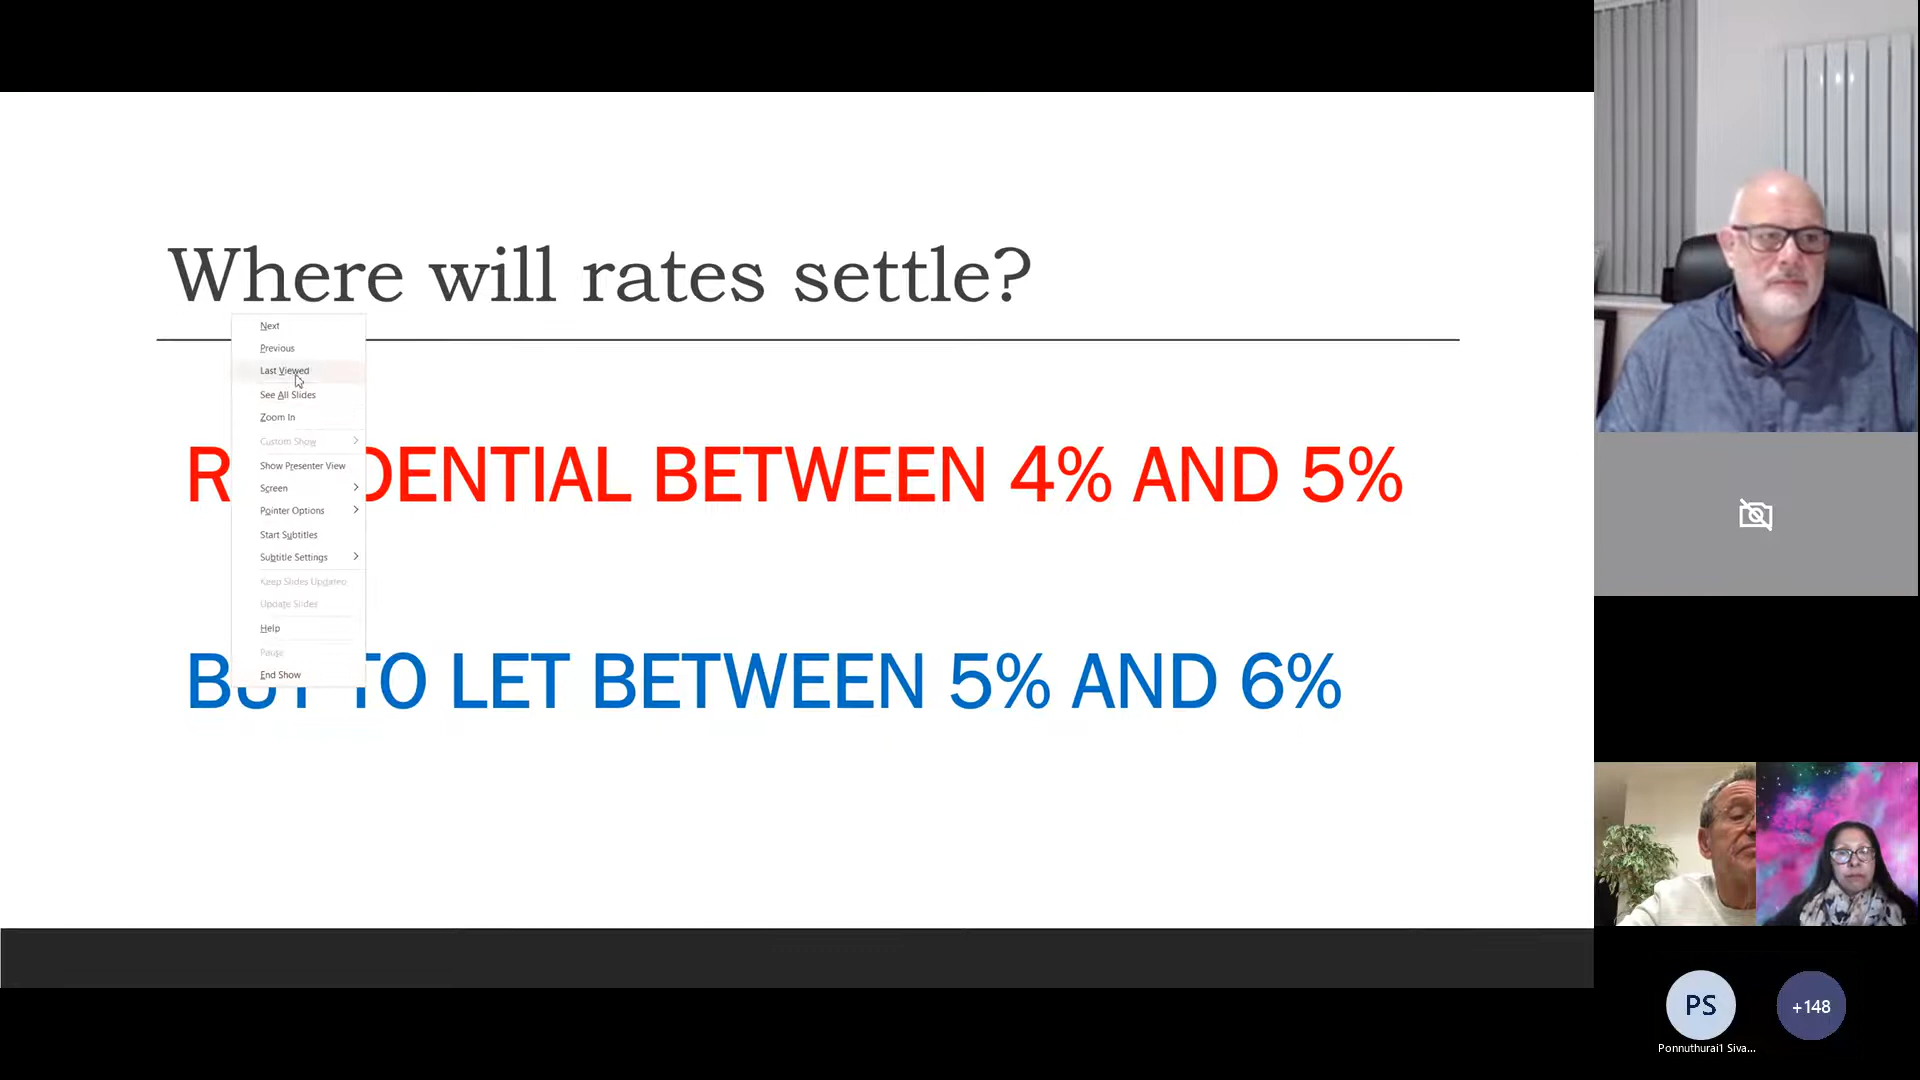 Where will rates settle?
Next
Previous
Last Viewed
See All Slides
Zoom In
Custom Show
Show Presenter View
Screen
Pointer Options
Start Subtitles
Subtitle Settings
Keep Slides Updated
Update Slides
Help
Pause
End Show
R DENTIAL BETWEEN 4% AND 5%
BUY TO LET BETWEEN 5% AND 6%
PS
+148
Ponnuthurai1 Siva...